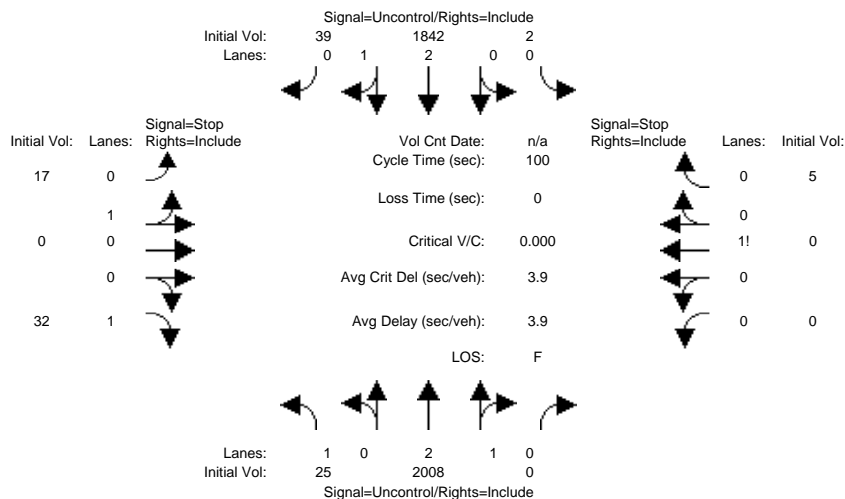 Signal=Uncontrol/Rights=Include
Initial Vol: 39 1842 2
Lanes: 0 1 2 0 0
Signal=Stop Signal=Stop
Initial Vol: Lanes: Rights=Include Vol Cnt Date: n/a Rights=Include Lanes: Initial Vol:
Cycle Time (sec): 100
17 0 0 5
Loss Time (sec): 0
1 0
0 0 Critical V/C: 0.000 1! 0
0 Avg Crit Del (sec/veh): 3.9 0
32 1 Avg Delay (sec/veh): 3.9 0 0
LOS: F
Lanes: 1 0 2 1 0
Initial Vol: 25 2008 0
Signal=Uncontrol/Rights=Include